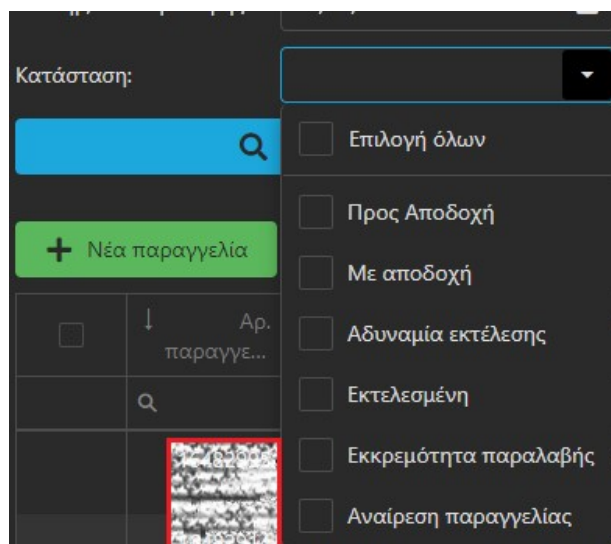 Κατάσταση:
Επιλογή όλων
Προς Αποδοχή
Νέα παραγγελία
Με αποδοχή
Αρ.
παραγγε...
Αδυναμία εκτέλεσης
Εκτελεσμένη
Εκκρεμότητα παραλαβής
Αναίρεση παραγγελίας